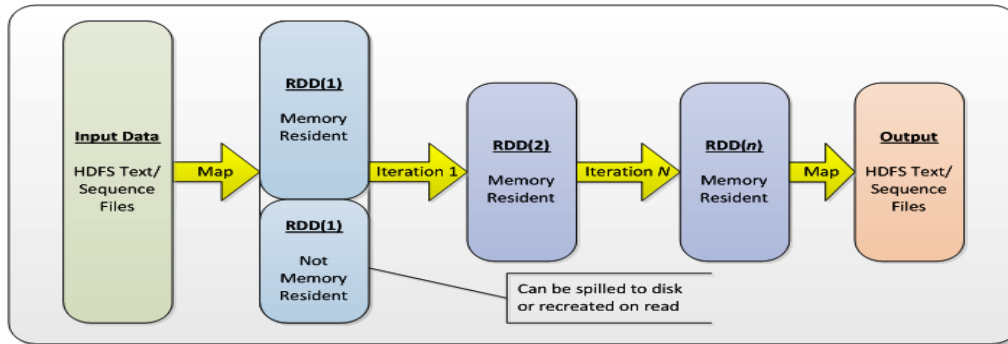 Input Data
HDFS Text/
Sequence
Files
Map
RDD(1)
Memory
Resident
RDD(1)
Not
Memory
Resident
Iteration 1
RDD(2)
Memory
Resident
Iteration N
RDD(n)
Memory
Resident
Map
Output
HDFS Text/
Sequence
Files
Can be spilled to disk
or recreated on read